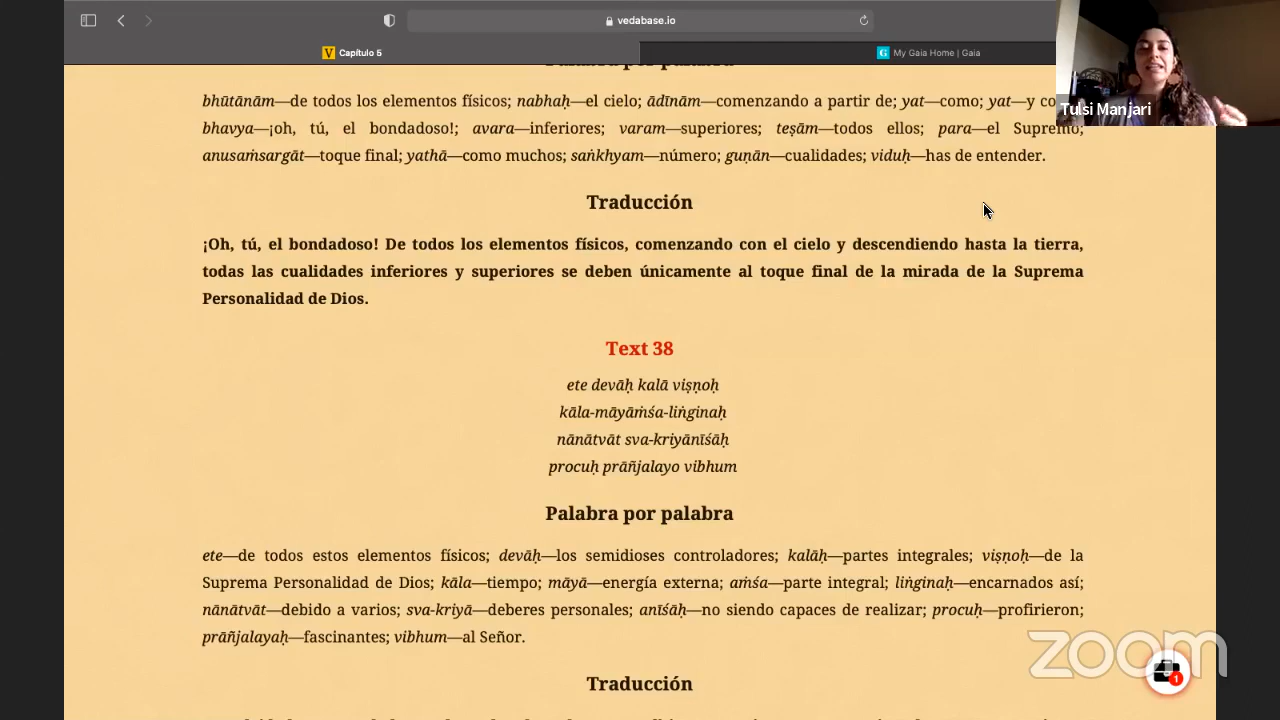 vedabase.io
Capítulo 5
My Gaia Home | Gaia
Tulsi Manjari
Palabra por palabra
bhūtānām—de todos los elementos físicos; nabhaḥ—el cielo; ādīnām—comenzando a partir de; yat—como; yat—y
bhavya—¡oh, tú, el bondadoso!; avara—inferiores; varam—superiores; teṣām—todos ellos; para—el Supremo;
anusaṁsargāt—toque final; yathā—como muchos; saṅkhyam—número; guṇān—cualidades; viduḥ—has de entender.
Traducción
¡Oh, tú, el bondadoso! De todos los elementos físicos, comenzando con el cielo y descendiendo hasta la tierra,
todas las cualidades inferiores y superiores se deben únicamente al toque final de la mirada de la Suprema
Personalidad de Dios.
Text 38
ete devāḥ kalā viṣṇoḥ
kāla-māyāṁśa-liṅginaḥ
nānātvāt sva-kriyānīśāḥ
procuḥ prāñjalayo vibhum
Palabra por palabra
ete—de todos estos elementos físicos; devāḥ—los semidioses controladores; kalāḥ—partes integrales; viṣṇoḥ—de la
Suprema Personalidad de Dios; kāla—tiempo; māyā—energía externa; aṁśa—parte integral; liṅginaḥ—encarnados así;
nānātvāt—debido a varios; sva-kriyā—deberes personales; anīśāḥ—no siendo capaces de realizar; procuḥ—profirieron;
prāñjalayaḥ—fascinantes; vibhum—al Señor.
Traducción
zoom
1